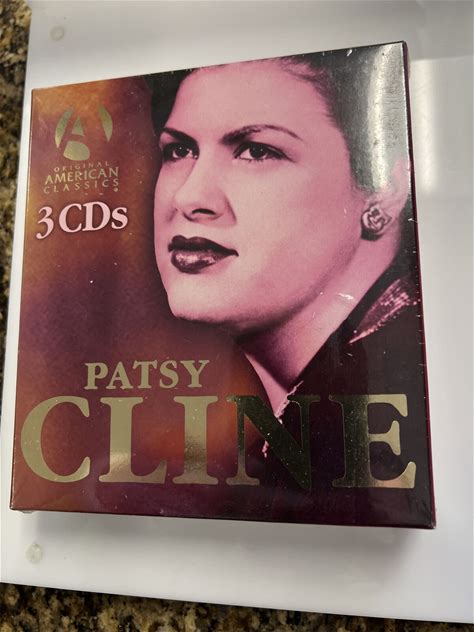 ORIGINAL
AMERICAN
CLASSICS
3 CDs
PATSY
CLINE